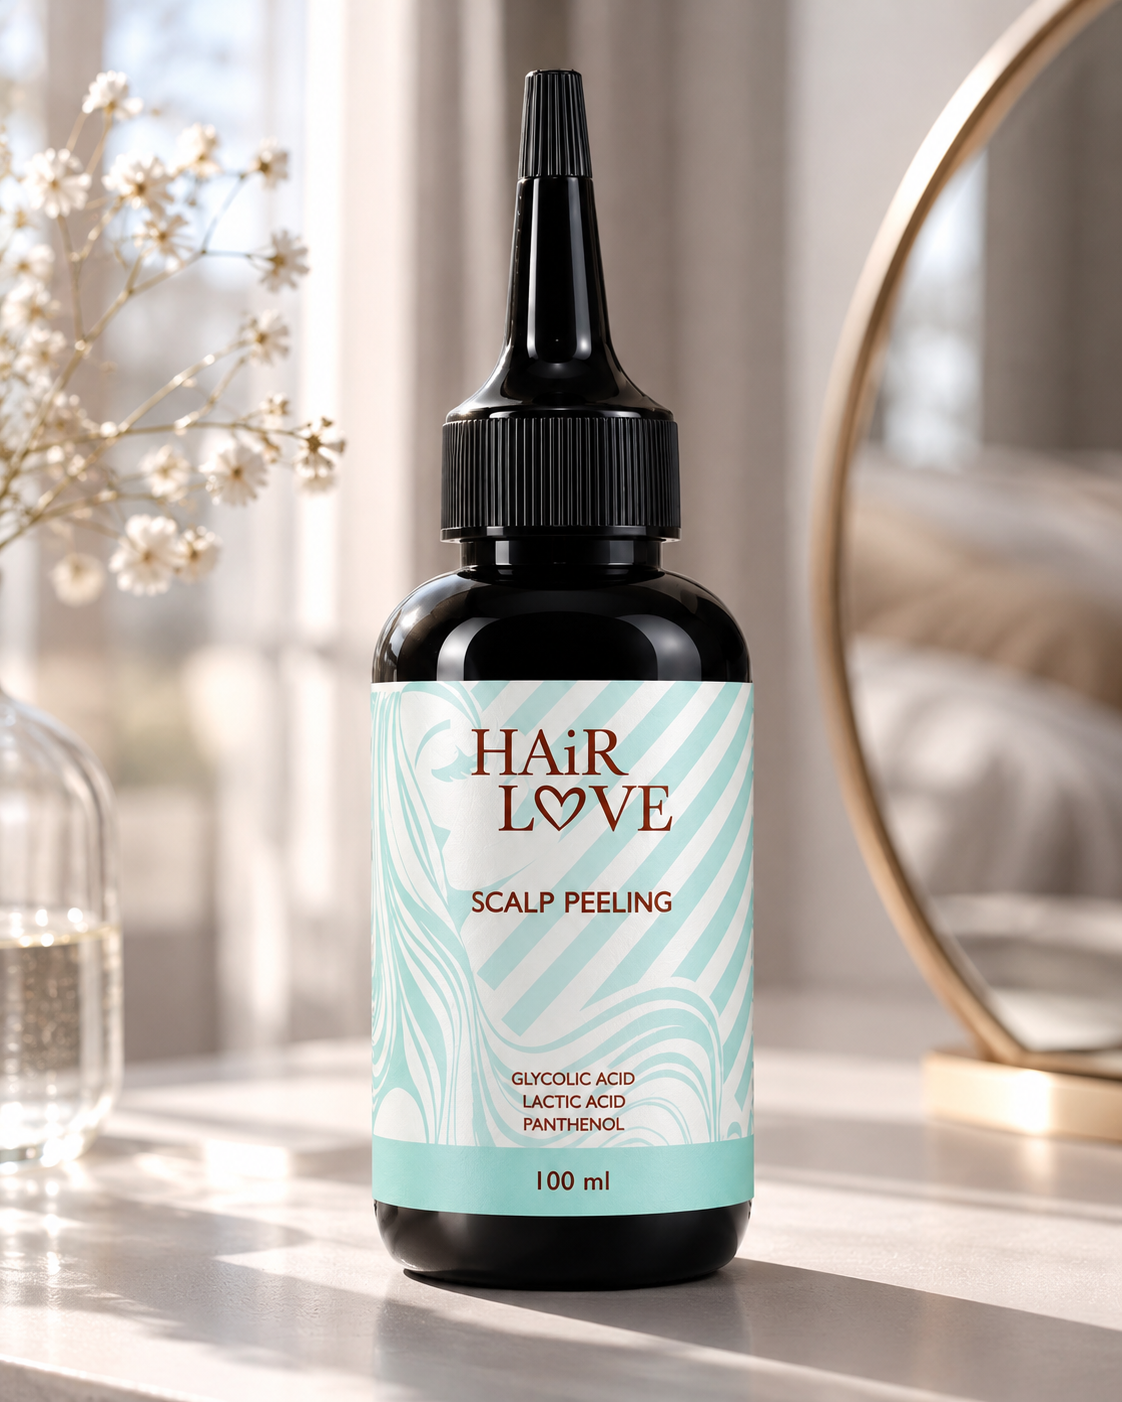 HAiR
LOVE
SCALP PEELING
GLYCOLIC ACID
LACTIC ACID
PANTHENOL
100 ml